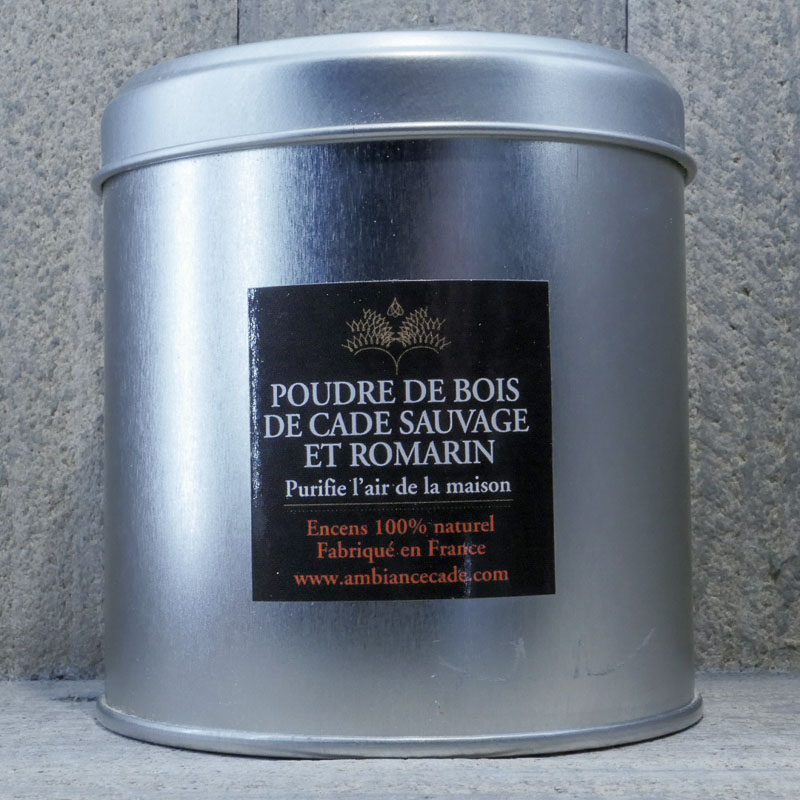 POUDRE DE BOIS
DE CADE SAUVAGE
ET ROMARIN
Purifie l'air de la maison
Encens 100% naturel
Fabriqué en France
www.ambiancecade.com